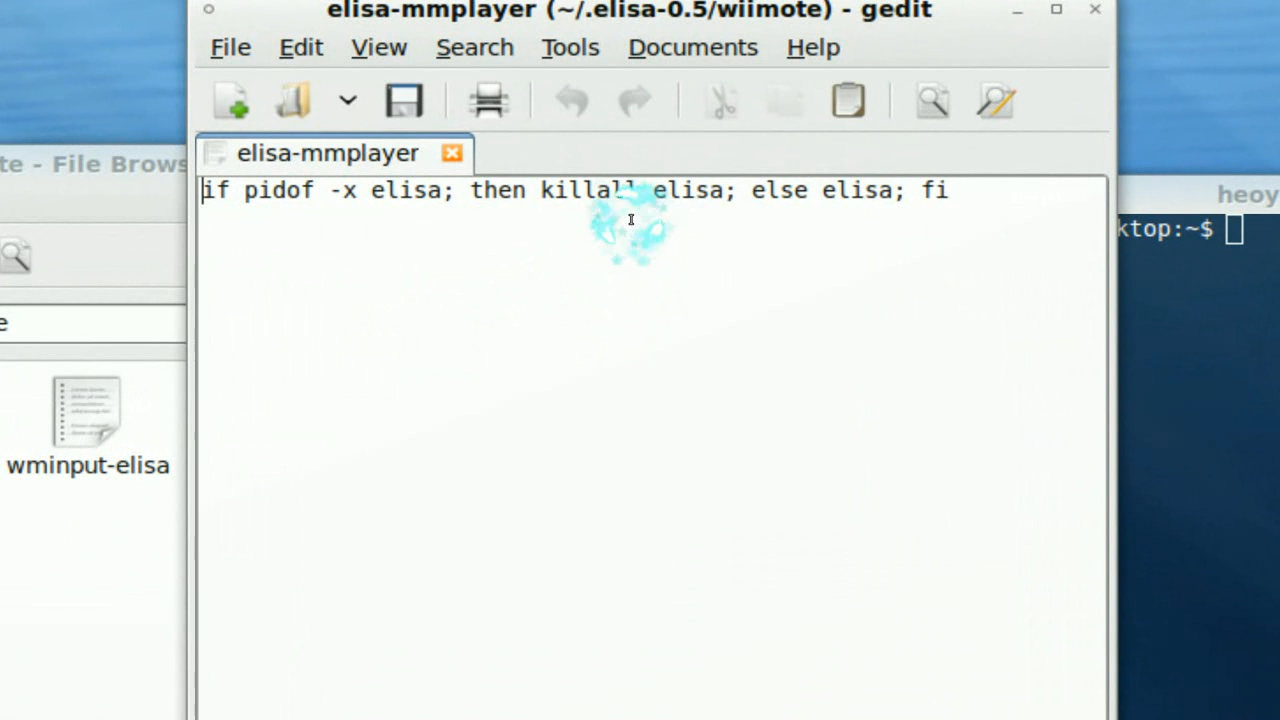 elisa-mmplayer (~/.elisa-0.5/wiimote) - gedit
File Edit View Search Tools Documents Help
te - File Brows
elisa-mmplayer
if pidof -x elisa; then killall elisa; else elisa; fi
heoy
ktop:~$
e
wminput-elisa